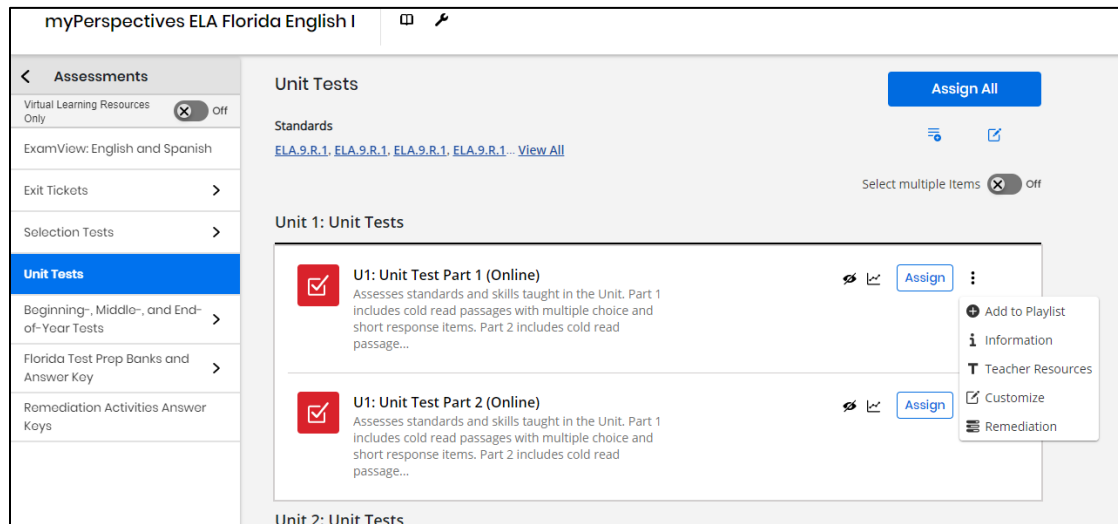 myPerspectives ELA Florida English I
Assessments
Virtual Learning Resources
Only
Off
ExamView: English and Spanish
Exit Tickets
Selection Tests
Unit Tests
Beginning-, Middle-, and End-
of-Year Tests
Florida Test Prep Banks and
Answer Key
Remediation Activities Answer
Keys
Unit Tests
Assign All
Standards
ELA.9.R.1, ELA.9.R.1, ELA.9.R.1, ELA.9.R.1... View All
Select multiple Items
Off
Unit 1: Unit Tests
U1: Unit Test Part 1 (Online)
Assesses standards and skills taught in the Unit. Part 1
includes cold read passages with multiple choice and
short response items. Part 2 includes cold read
passage...
Assign
Add to Playlist
Information
Teacher Resources
Customize
Remediation
U1: Unit Test Part 2 (Online)
Assesses standards and skills taught in the Unit. Part 1
includes cold read passages with multiple choice and
short response items. Part 2 includes cold read
passage...
Assign
Unit 2: Unit Tests